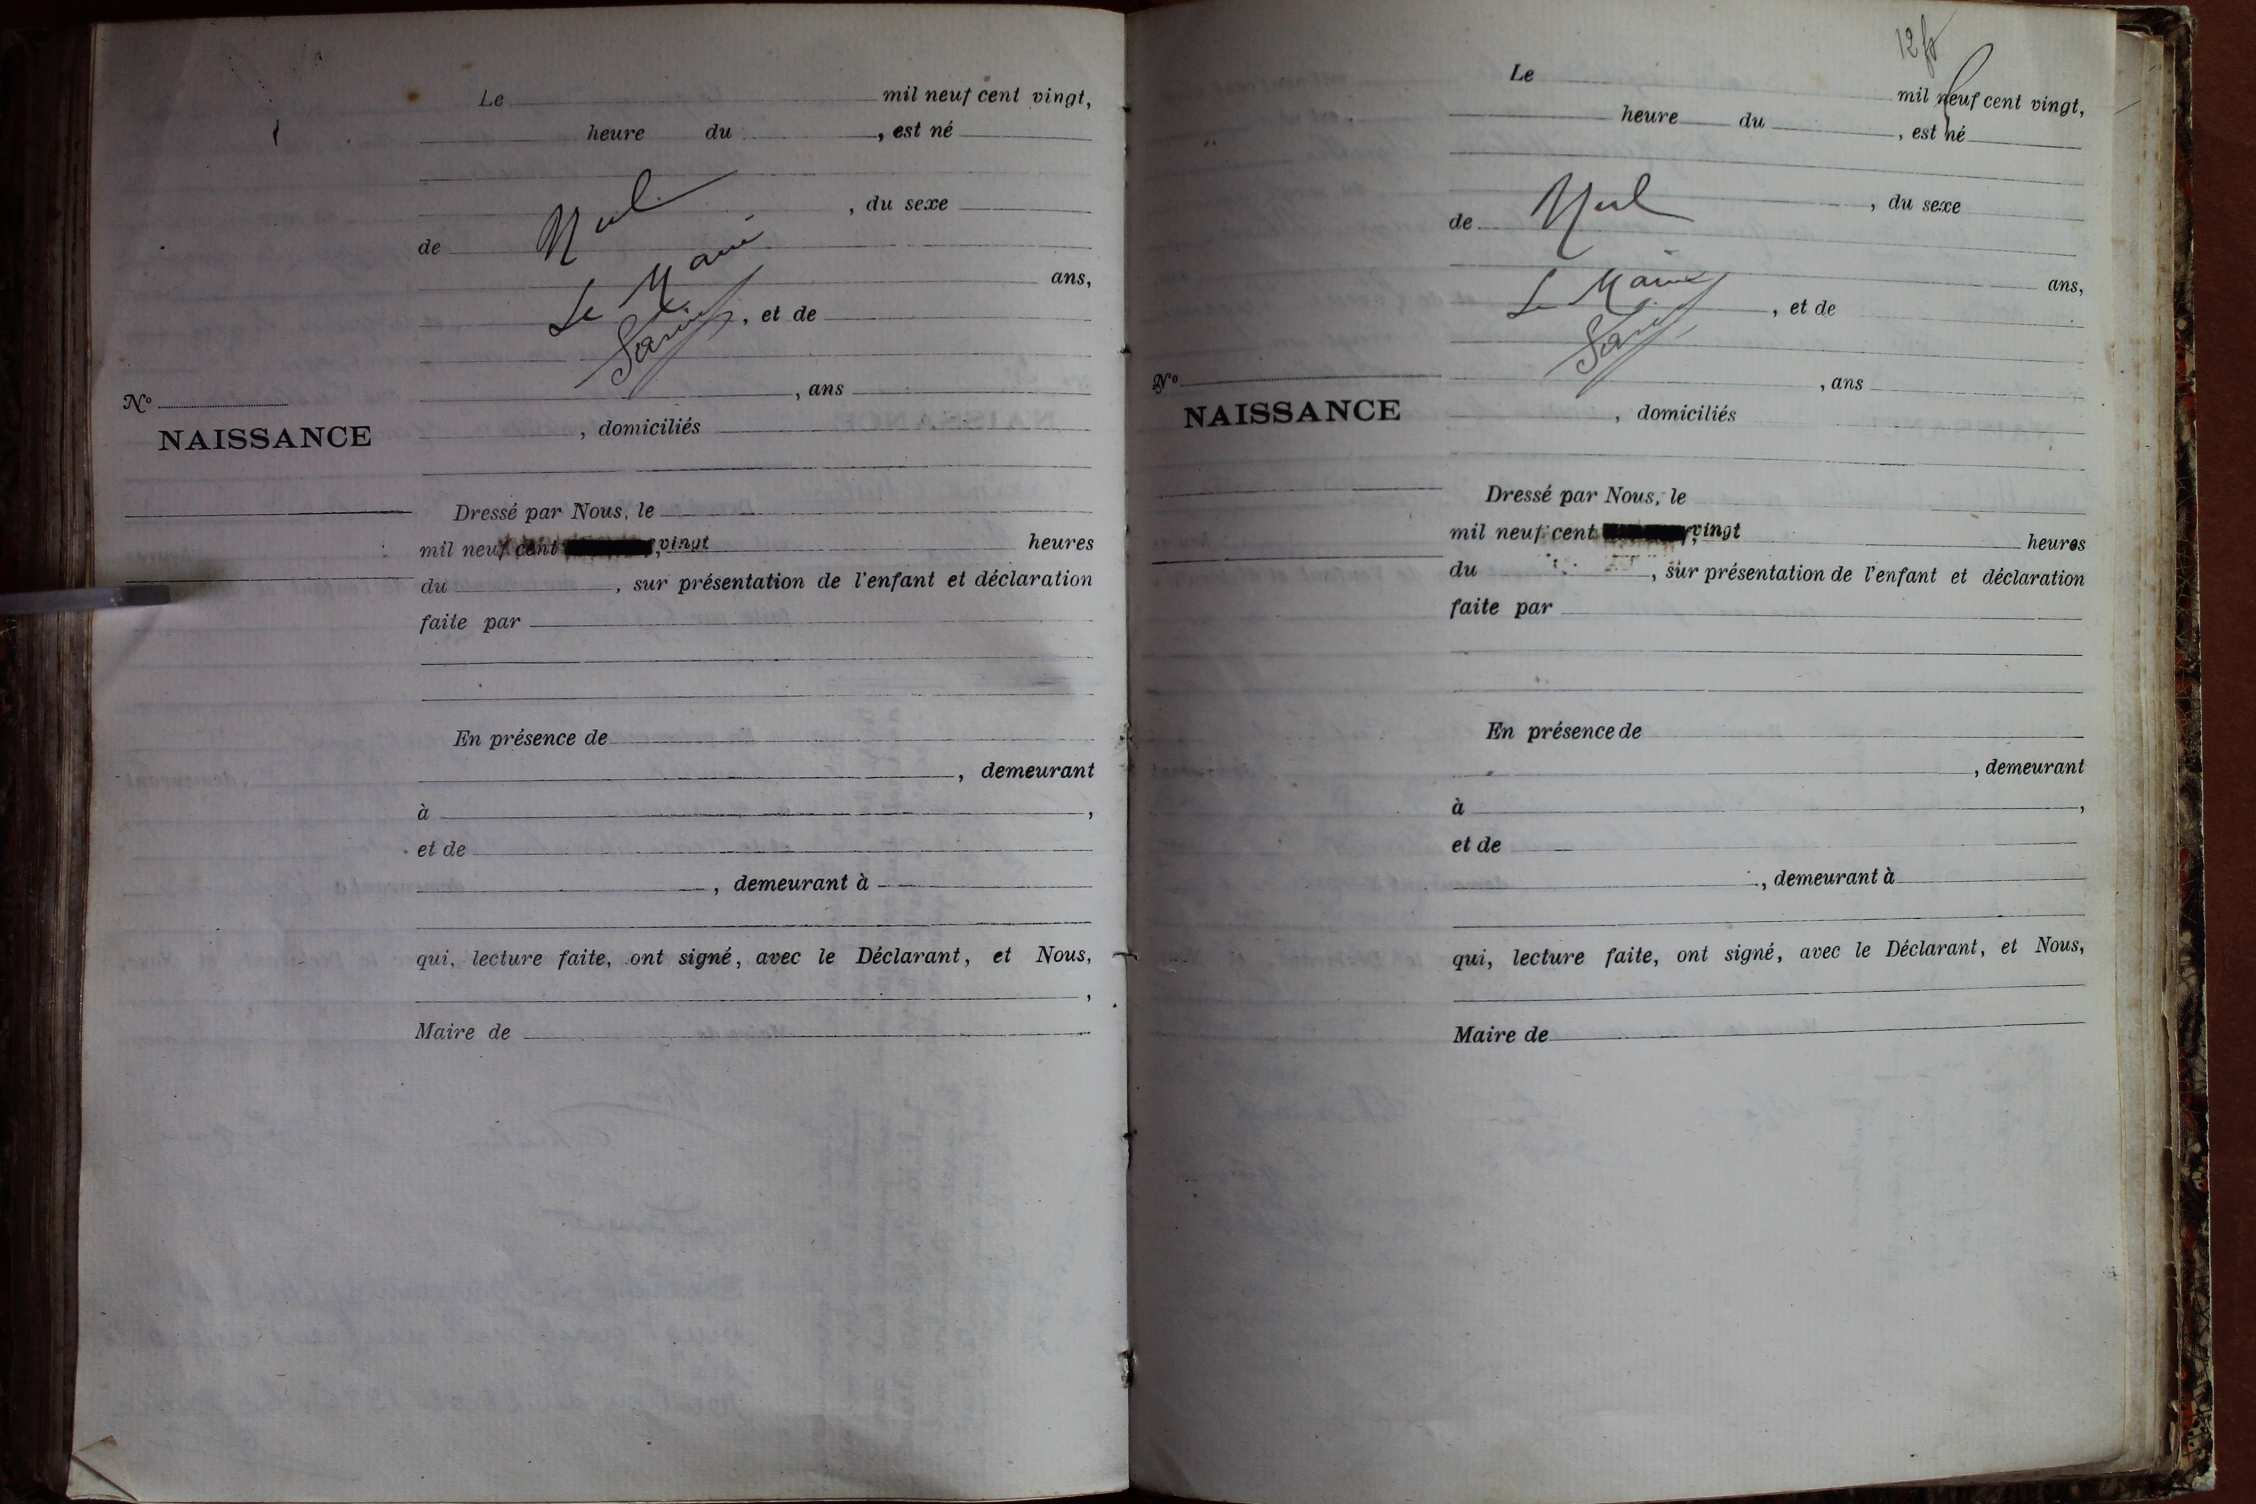 Le mil neuf cent vingt,
heure du , est né
, du sexe
Nul
de
Le Maire
ans,
, et de
, ans
N°
NAISSANCE
, domiciliés
Dressé par Nous, le
mil neuf cent , vingt heures
du , sur présentation de l'enfant et déclaration
faite par
En présence de
, demeurant
à ,
et de
, demeurant à
qui, lecture faite, ont signé, avec le Déclarant, et Nous,
,
Maire de
12
Le mil neuf cent vingt,
heure du , est né
, du sexe
Nul
de
ans,
Le Maire
, et de
, ans
N°
NAISSANCE
, domiciliés
Dressé par Nous, le
mil neuf cent , vingt heures
du , sur présentation de l'enfant et déclaration
faite par
En présence de
, demeurant
à ,
et de
, demeurant à
qui, lecture faite, ont signé, avec le Déclarant, et Nous,
Maire de